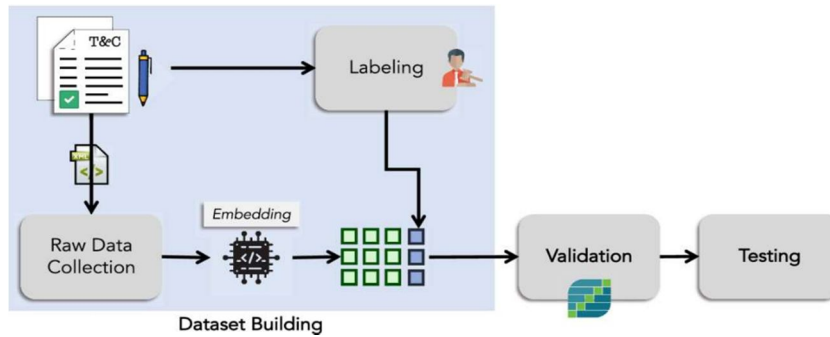 T&C
Labeling
Embedding
Raw Data
Collection
</>
Validation
Testing
Dataset Building